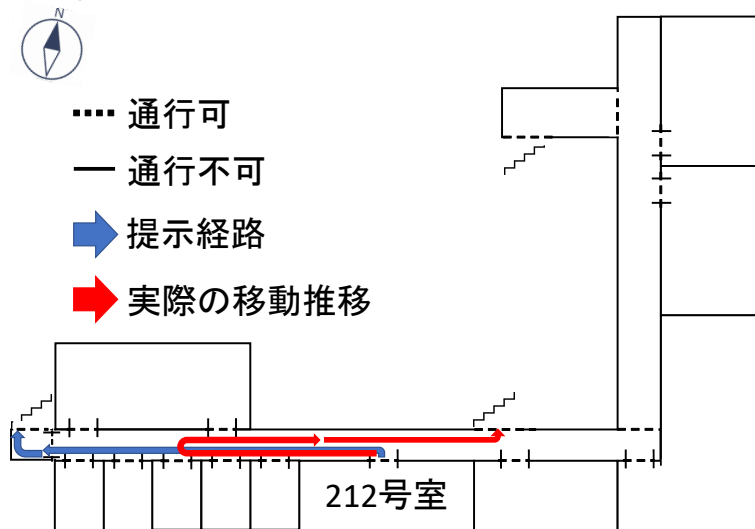 N
通行可
通行不可
提示経路
実際の移動推移
212号室